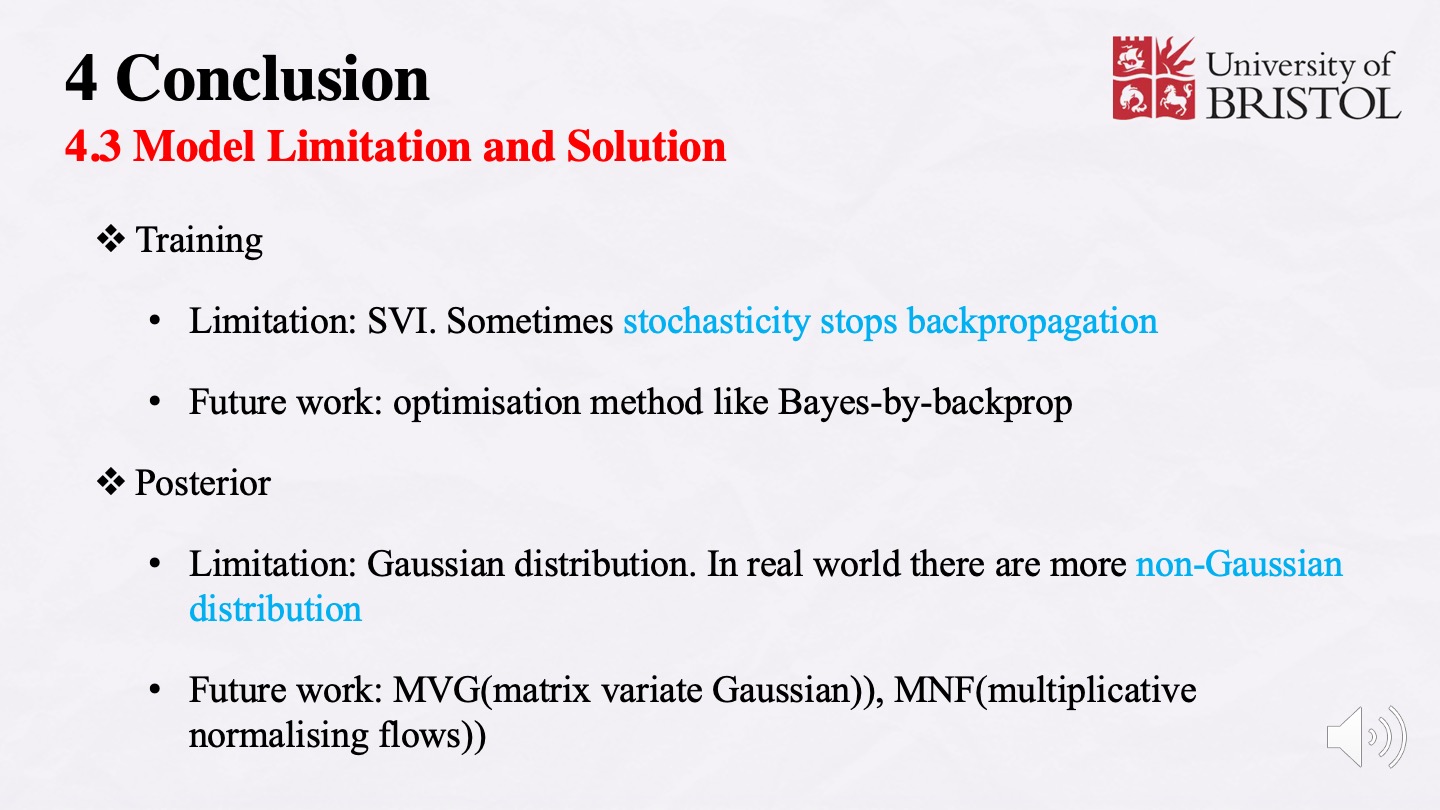 4 Conclusion
University of
BRISTOL
4.3 Model Limitation and Solution
❖ Training
• Limitation: SVI. Sometimes stochasticity stops backpropagation
• Future work: optimisation method like Bayes-by-backprop
❖ Posterior
• Limitation: Gaussian distribution. In real world there are more non-Gaussian
distribution
• Future work: MVG(matrix variate Gaussian)), MNF(multiplicative
normalising flows))